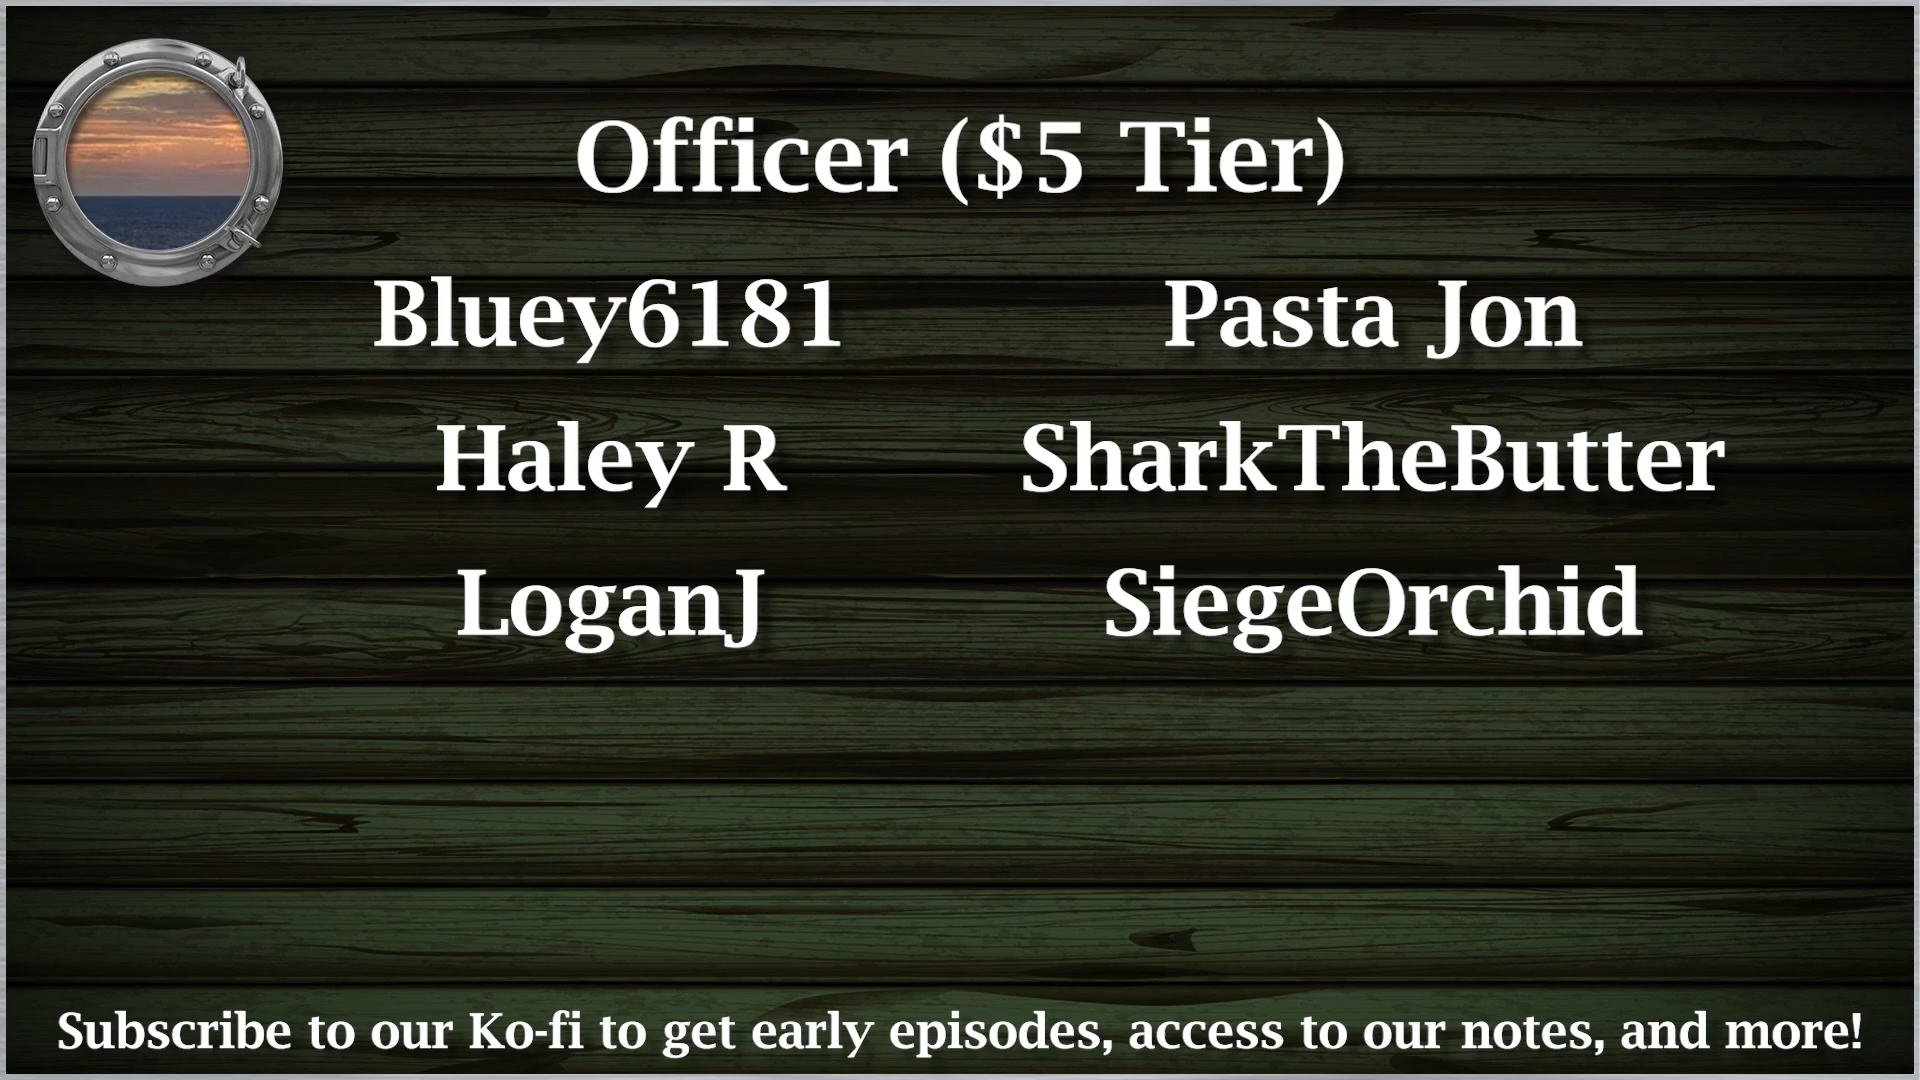 Officer ($5 Tier)
Bluey6181
Pasta Jon
Haley R
SharkTheButter
LoganJ
SiegeOrchid
Subscribe to our Ko-fi to get early episodes, access to our notes, and more!